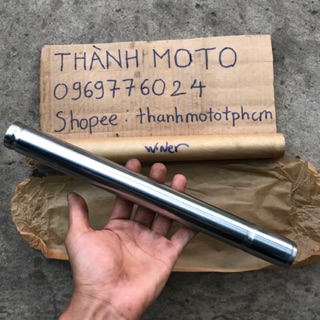 THÀNH MOTO
0969776024
Shopee : thanhmototphcm
WiNer